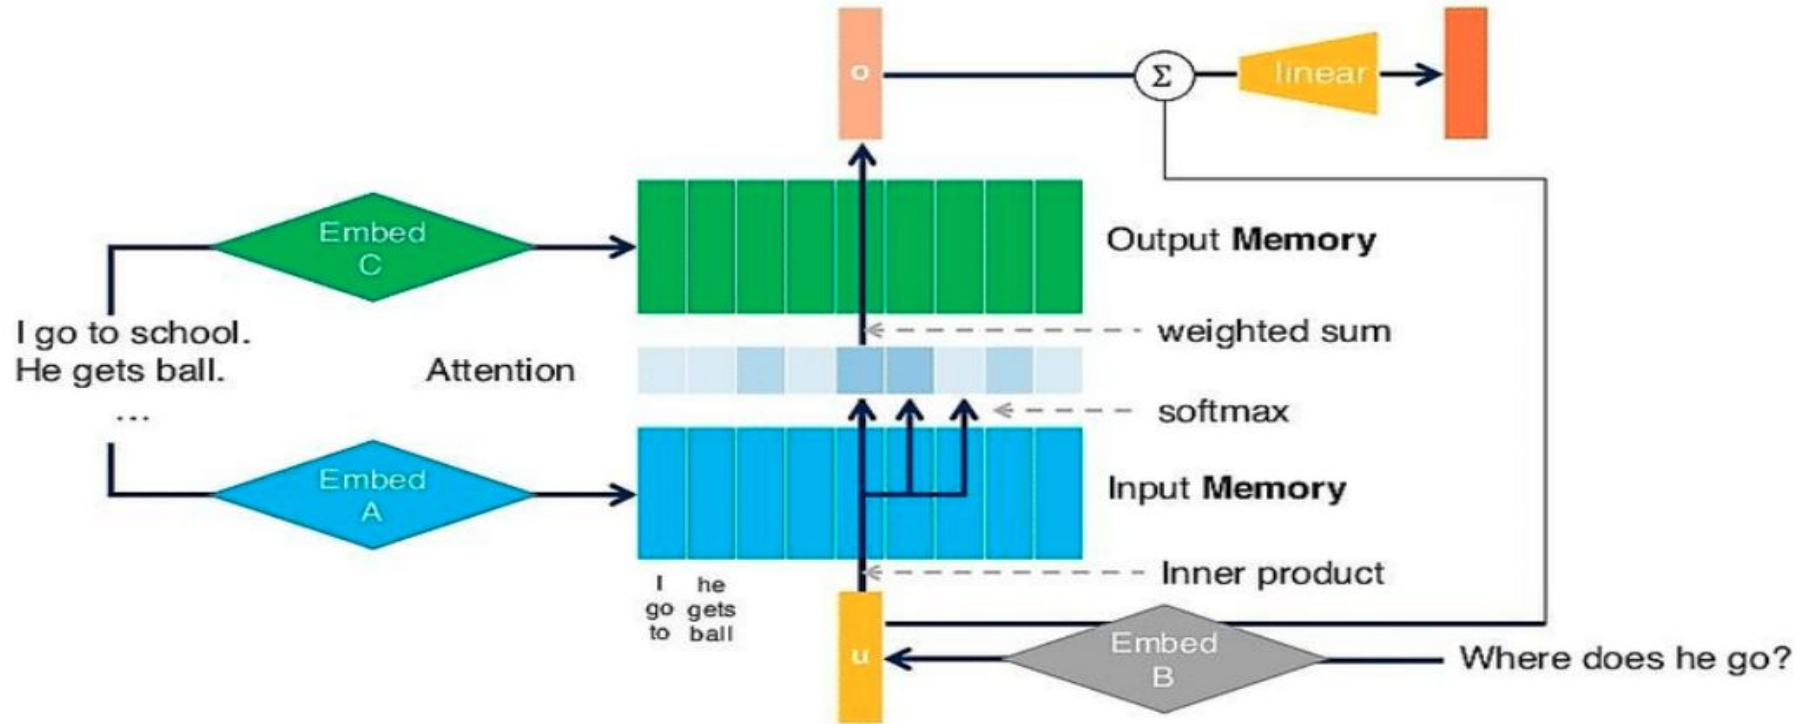 o
Σ
linear
Embed
C
Output Memory
I go to school.
He gets ball.
...
Attention
weighted sum
softmax
Embed
A
Input Memory
Inner product
I he
go gets
to ball
u
Embed
B
Where does he go?